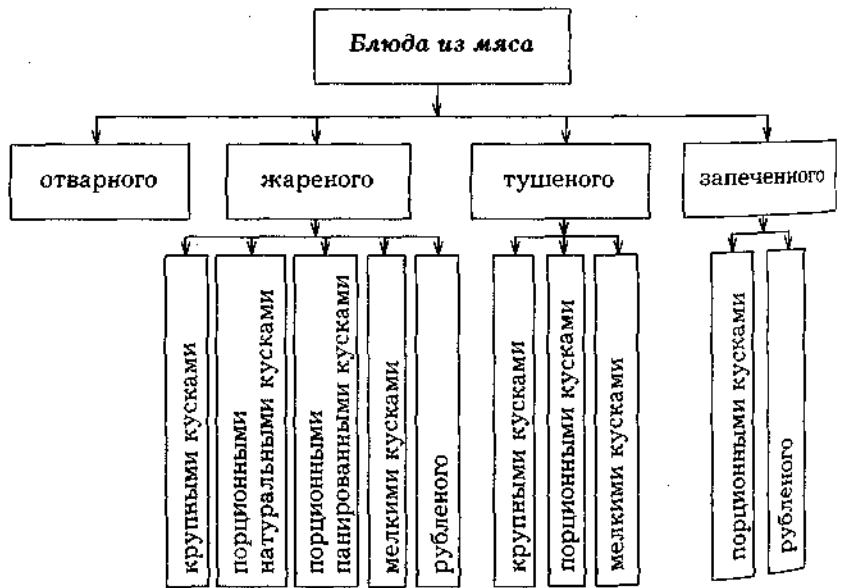 Блюда из мяса
отварного
жареного
тушеного
запеченного
крупными кусками
порционными
натуральными кусками
порционными
панированными кусками
мелкими кусками
рубленого
крупными кусками
порционными кусками
мелкими кусками
порционными кусками
рубленого